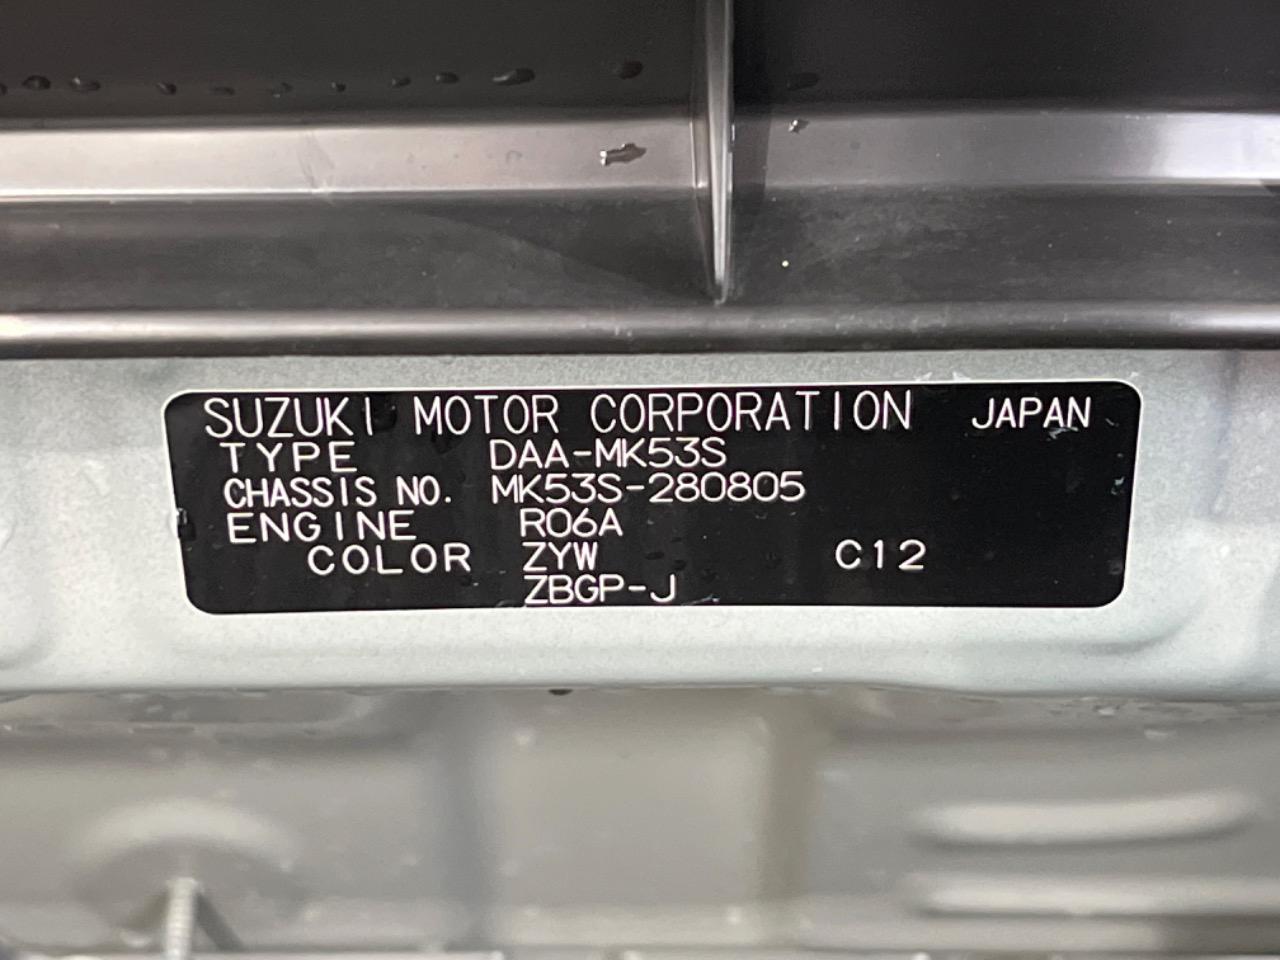 SUZUKI MOTOR CORPORATION JAPAN
TYPE DAA-MK53S
CHASSIS NO. MK53S-280805
ENGINE R06A
COLOR ZYW C12
ZBGP-J